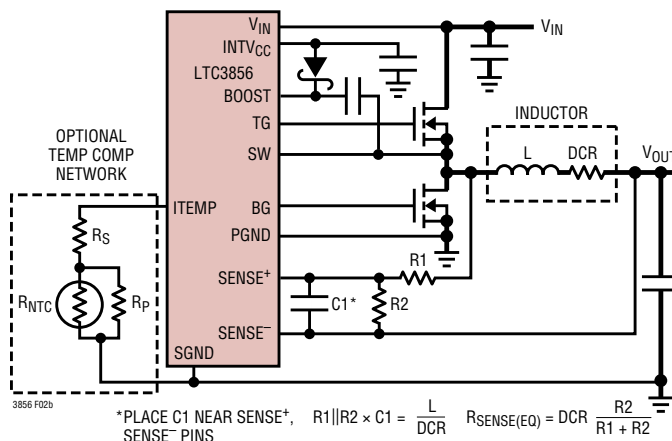 V_IN
INTV_CC
LTC3856
BOOST
TG
SW
ITEMP
BG
PGND
SENSE+
SENSE–
SGND
V_IN
INDUCTOR
L
DCR
V_OUT
OPTIONAL
TEMP COMP
NETWORK
R_S
R_NTC
R_P
R1
C1*
R2
3856 F02b
*PLACE C1 NEAR SENSE+,
SENSE– PINS
R1||R2 × C1 = L/DCR
R_SENSE(EQ) = DCR R2/(R1 + R2)